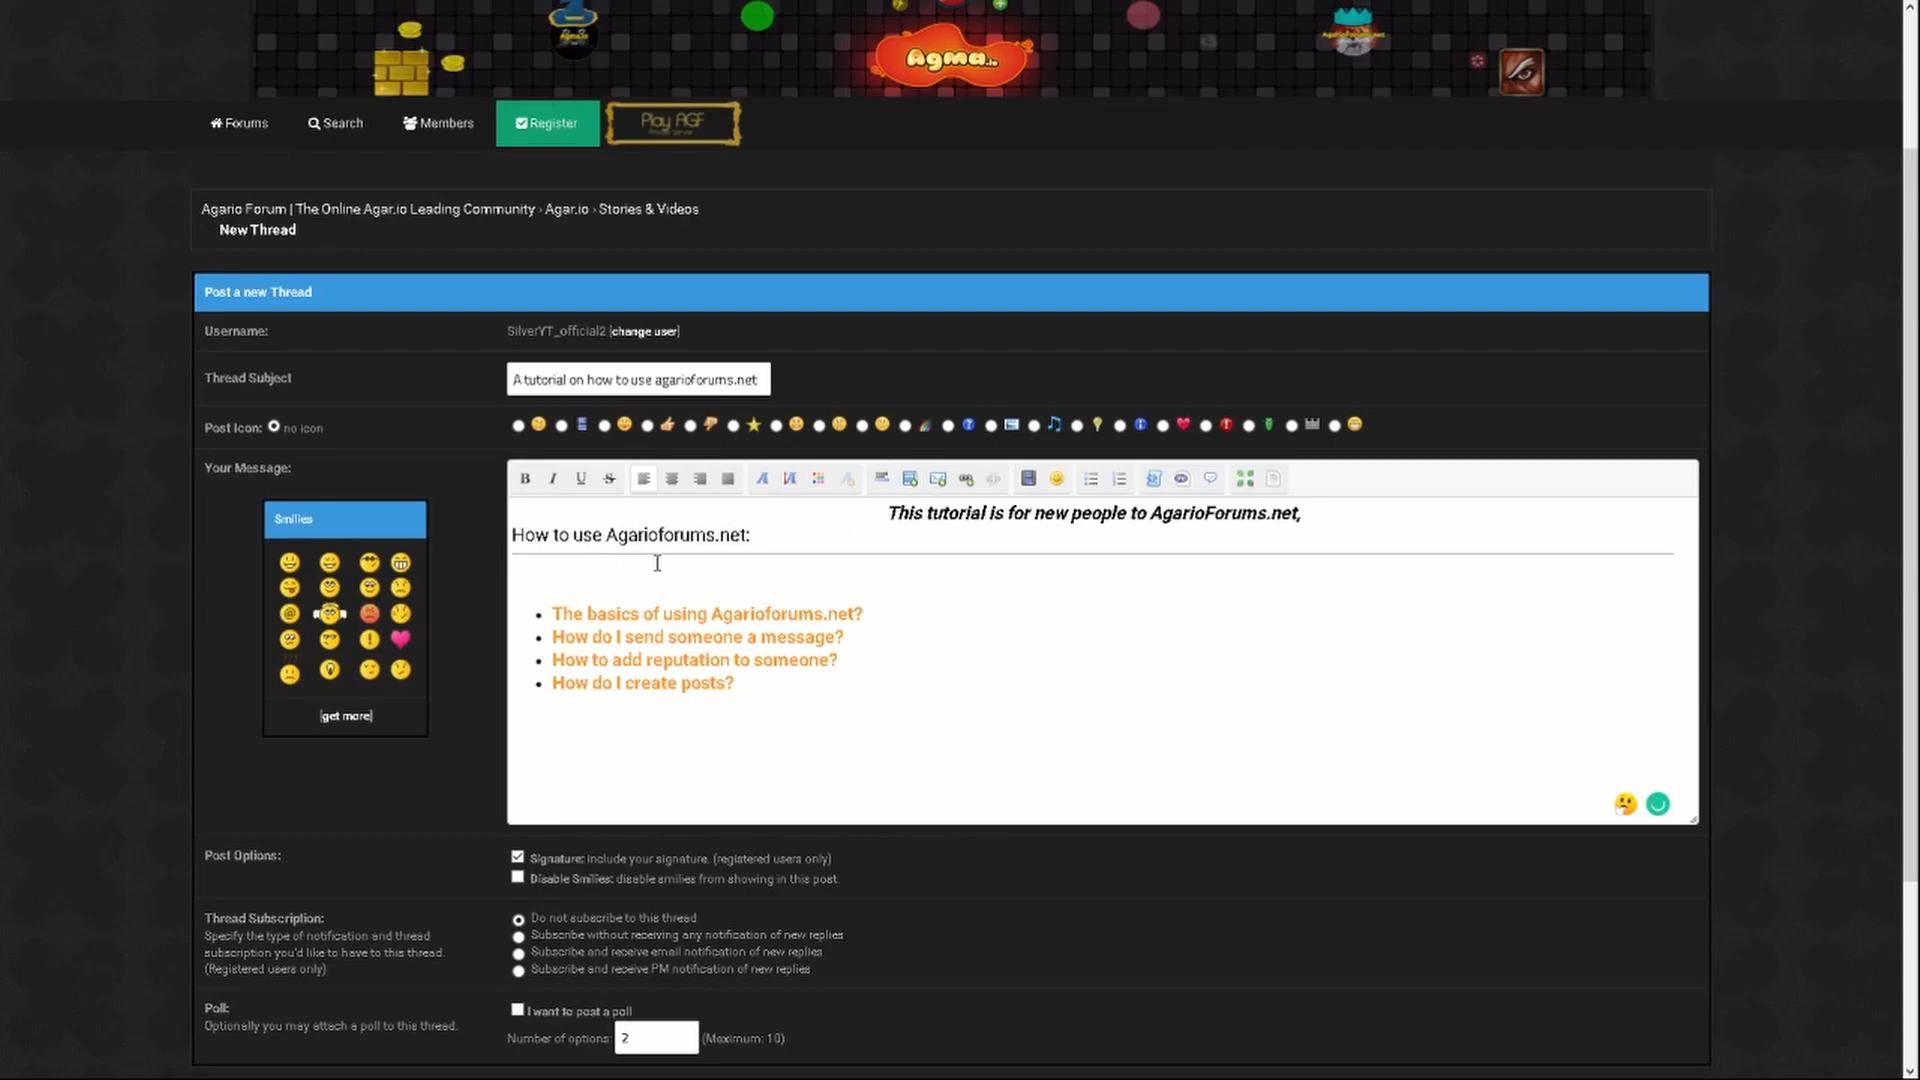 Agma.io
Forums
Search
Members
Register
Play AGF
Private Server
Agario Forum | The Online Agar.io Leading Community › Agar.io › Stories & Videos
New Thread
Post a new Thread
Username:
SilverYT_official2 [change user]
Thread Subject
A tutorial on how to use agarioforums.net
Post Icon:
no icon
Your Message:
B I U S
Smilies
[get more]
This tutorial is for new people to AgarioForums.net,
How to use Agarioforums.net:
• The basics of using Agarioforums.net?
• How do I send someone a message?
• How to add reputation to someone?
• How do I create posts?
Post Options:
Signature: include your signature. (registered users only)
Disable Smilies: disable smilies from showing in this post.
Thread Subscription:
Specify the type of notification and thread
subscription you'd like to have to this thread.
(Registered users only)
Do not subscribe to this thread
Subscribe without receiving any notification of new replies
Subscribe and receive email notification of new replies
Subscribe and receive PM notification of new replies
Poll:
Optionally you may attach a poll to this thread.
I want to post a poll
Number of options: 2 (Maximum: 10)